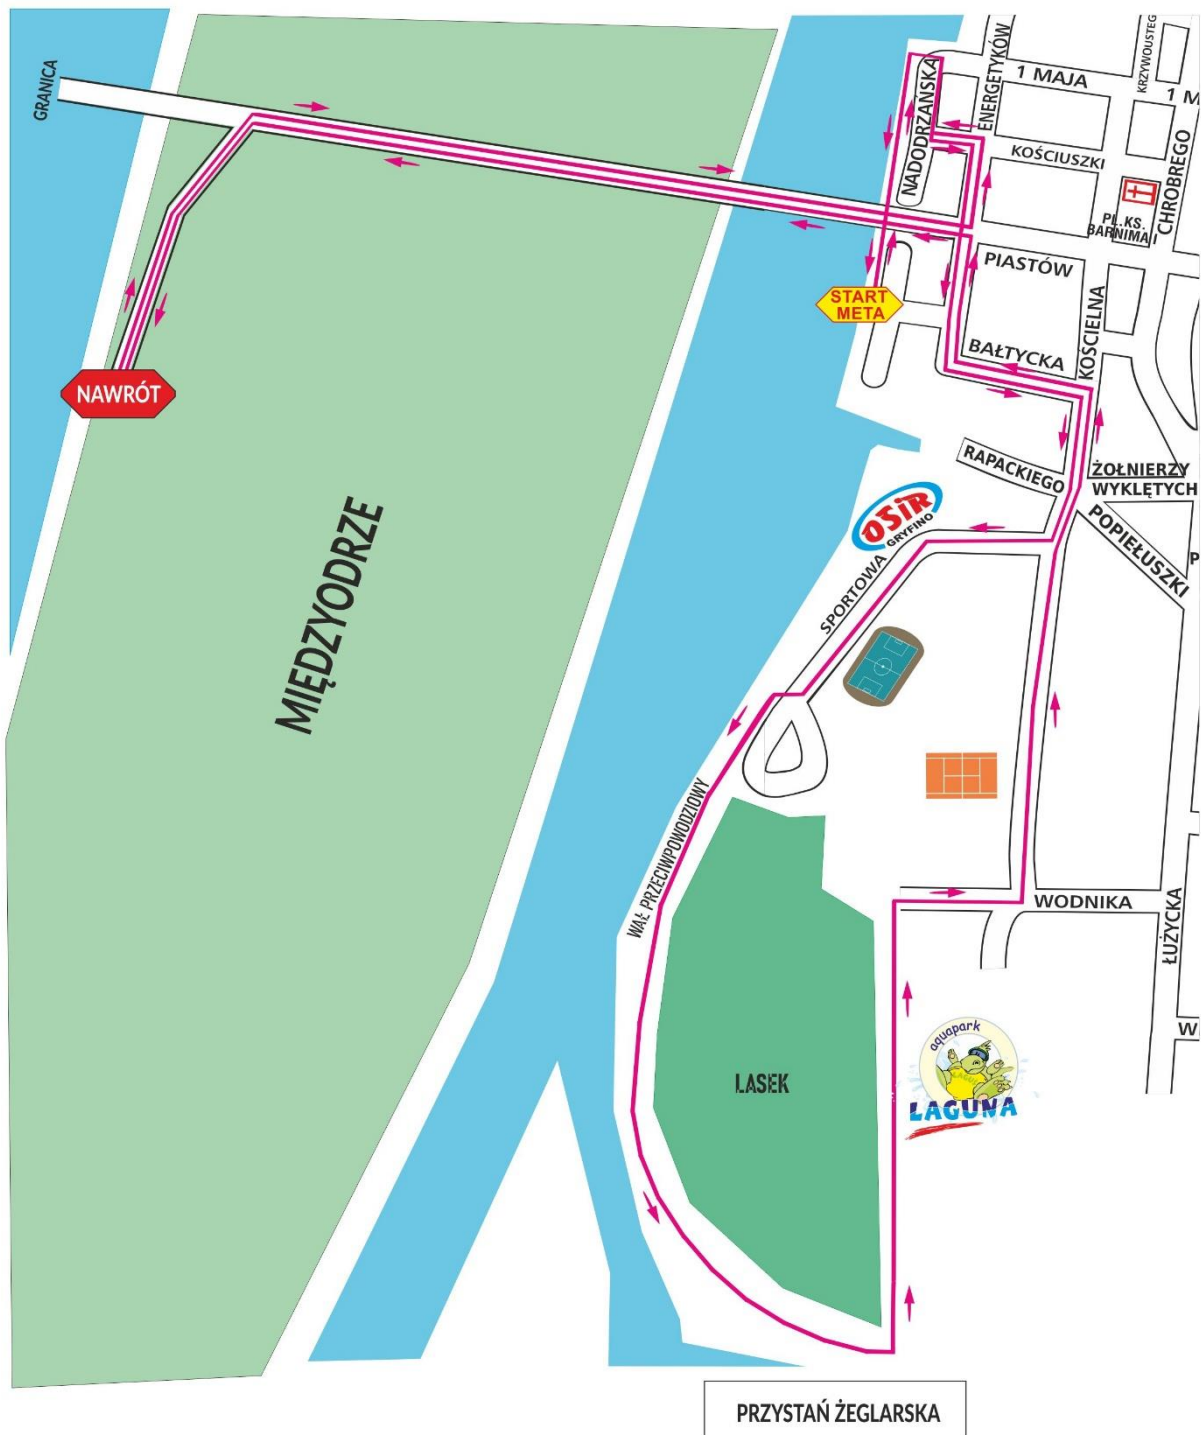 GRANICA
NADODRZAŃSKA
ENERGETYKÓW
1 MAJA
KRZYWOUSTEG
1 M
KOŚCIUSZKI
CHROBREGO
PL.KS.
BARNIMA I
PIASTÓW
START
META
KOŚCIELNA
BAŁTYCKA
NAWRÓT
RAPACKIEGO
ŻOŁNIERZY
WYKLĘTYCH
POPIEŁUSZKI
P
OSiR
GRYFINO
SPORTOWA
MIĘDZYODRZE
WAŁ PRZECIWPOWODZIOWY
WODNIKA
ŁUŻYCKA
W
aquapark
LAGUNA
LASEK
PRZYSTAŃ ŻEGLARSKA